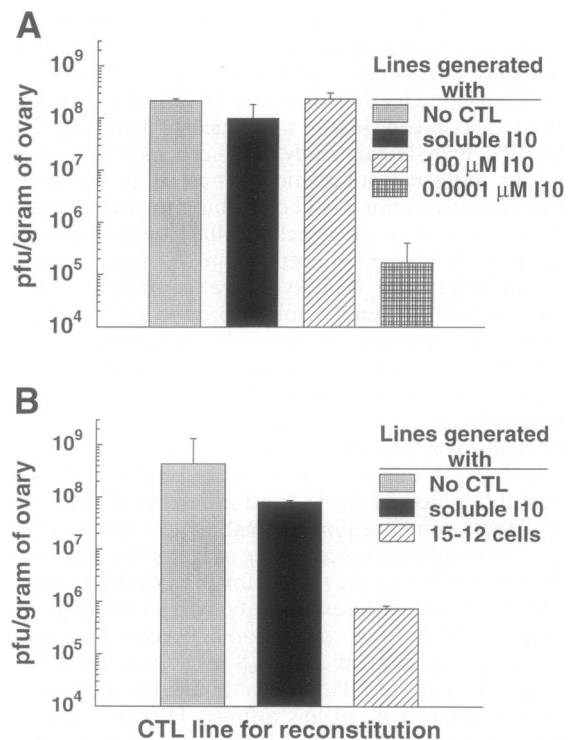 A
pfu/gram of ovary
10⁹
10⁸
10⁷
10⁶
10⁵
10⁴
Lines generated
with
No CTL
soluble I10
100 μM I10
0.0001 μM I10
B
pfu/gram of ovary
10⁹
10⁸
10⁷
10⁶
10⁵
10⁴
Lines generated
with
No CTL
soluble I10
15-12 cells
CTL line for reconstitution